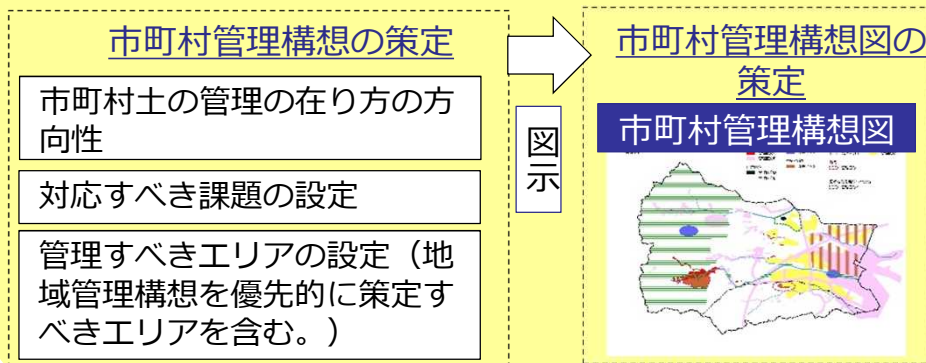 市町村管理構想の策定
市町村土の管理の在り方の方
向性
対応すべき課題の設定
管理すべきエリアの設定（地
域管理構想を優先的に策定す
べきエリアを含む。）
図示
市町村管理構想図の
策定
市町村管理構想図